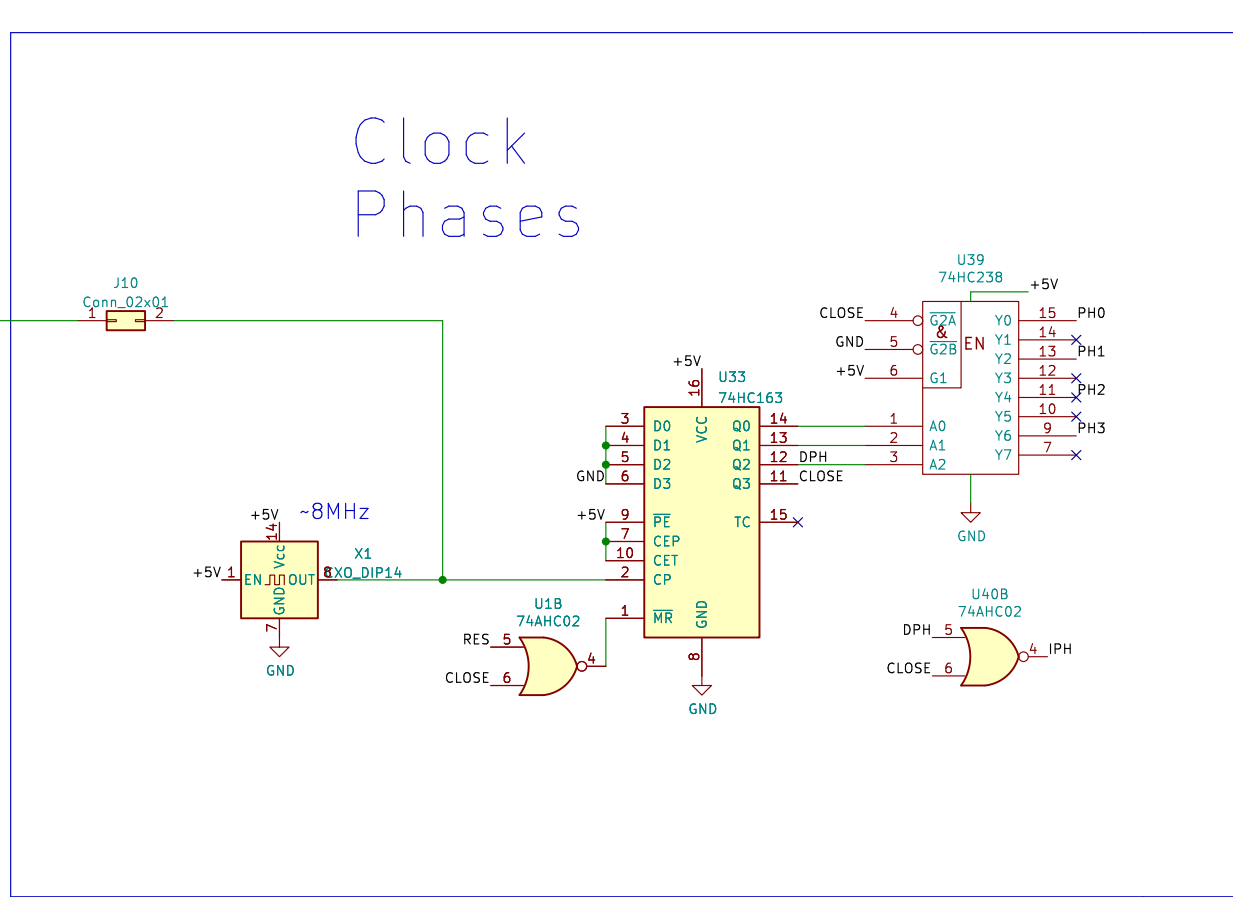 Clock
Phases
J10
Conn_02x01
1 2
+5V
~8MHz
14
Vcc
X1
CXO_DIP14
+5V 1 EN OUT 8
GND
7
GND
U1B
74AHC02
RES 5
CLOSE 6
4
+5V
16
U33
74HC163
VCC
3 D0 Q0 14
4 D1 Q1 13
5 D2 Q2 12 DPH
GND 6 D3 Q3 11 CLOSE
+5V 9 PE TC 15
7 CEP
10 CET
2 CP
1 MR
GND
8
GND
U39
74HC238
+5V
CLOSE 4 G2A
&
GND 5 G2B
EN
+5V 6 G1
1 A0
2 A1
3 A2
Y0 15 PH0
Y1 14
Y2 13 PH1
Y3 12
Y4 11 PH2
Y5 10
Y6 9 PH3
Y7 7
GND
U40B
74AHC02
DPH 5
CLOSE 6
4 IPH